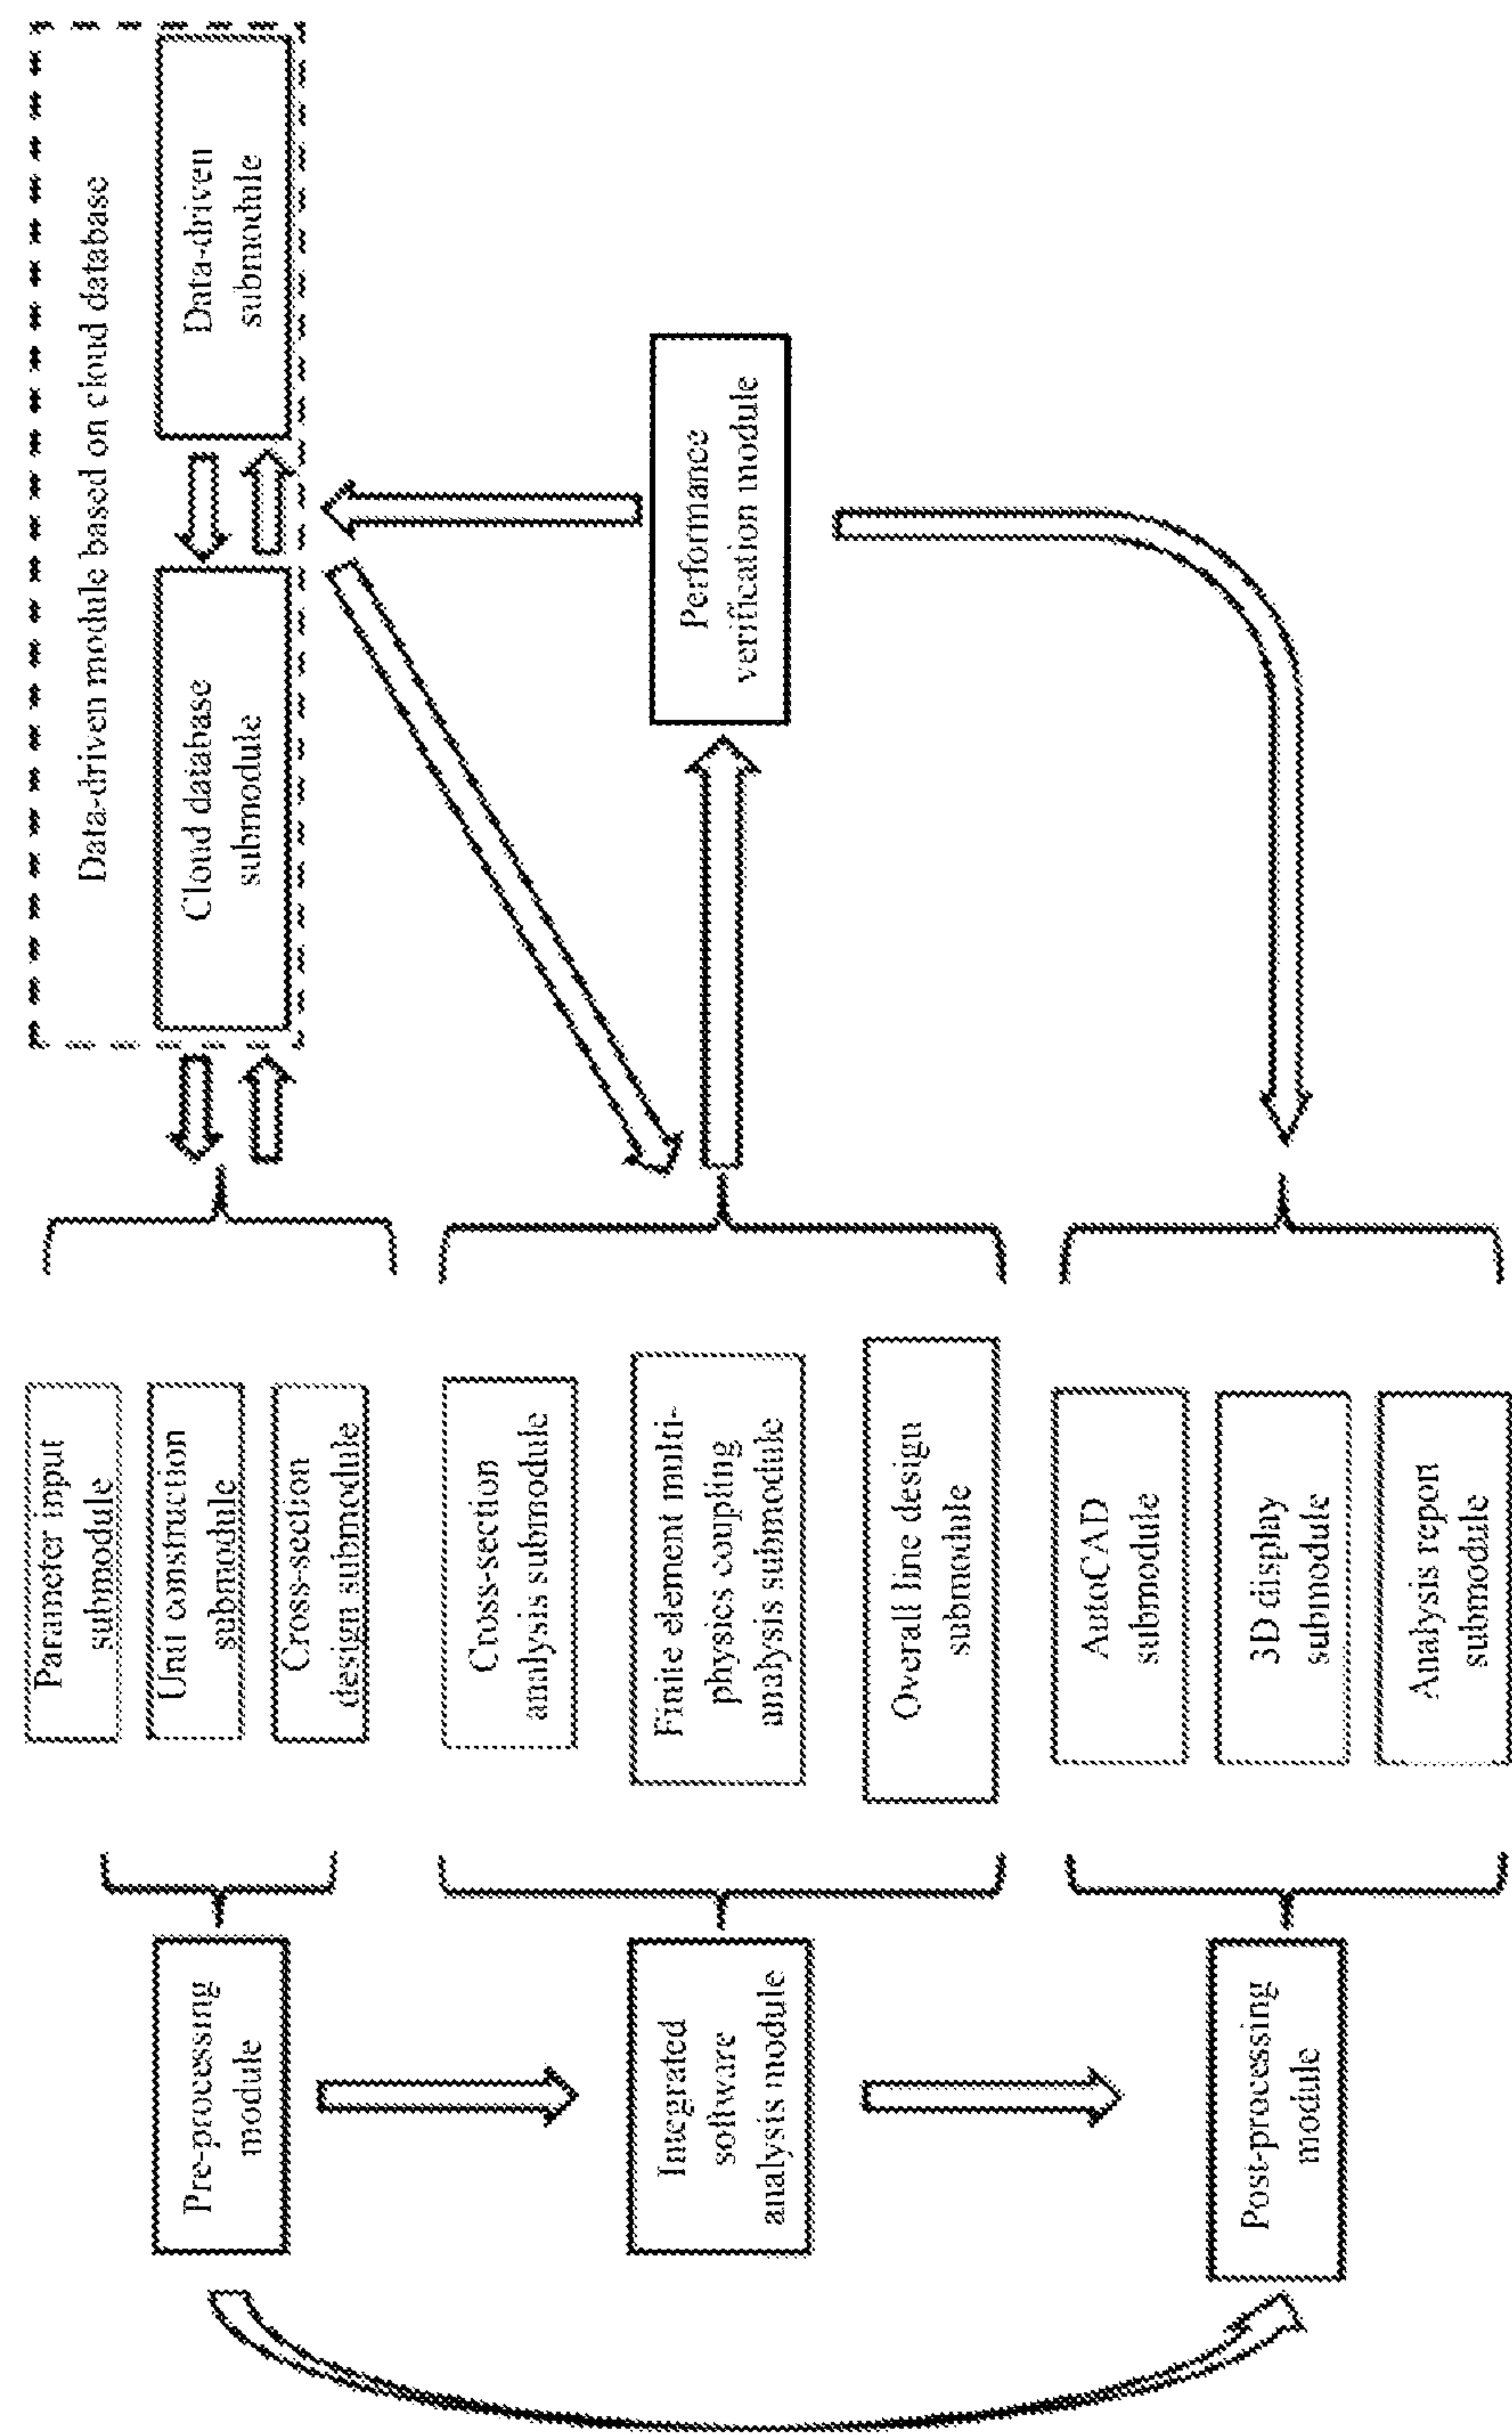 Pre-processing
module
Parameter input
submodule
Unit construction
submodule
Cross-section
design submodule
Data-driven module based on cloud database
Cloud database
submodule
Data-driven
submodule
Integrated
software
analysis module
Cross-section
analysis submodule
Finite element multi-
physics coupling
analysis submodule
Overall line design
submodule
Performance
verification module
Post-processing
module
AutoCAD
submodule
3D display
submodule
Analysis report
submodule